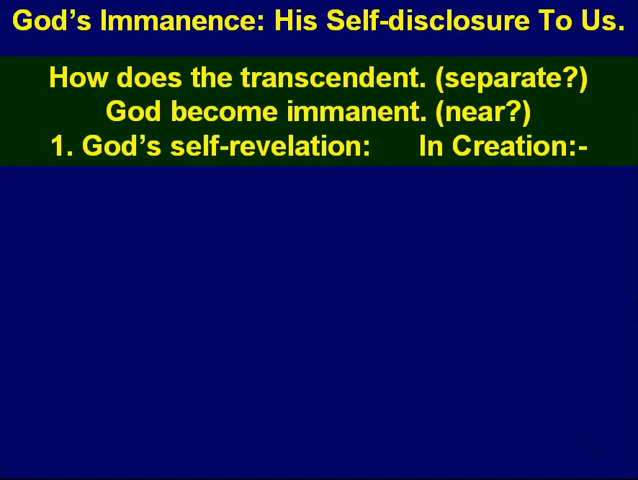 God's Immanence: His Self-disclosure To Us.
How does the transcendent. (separate?)
God become immanent. (near?)
1. God's self-revelation: In Creation:-